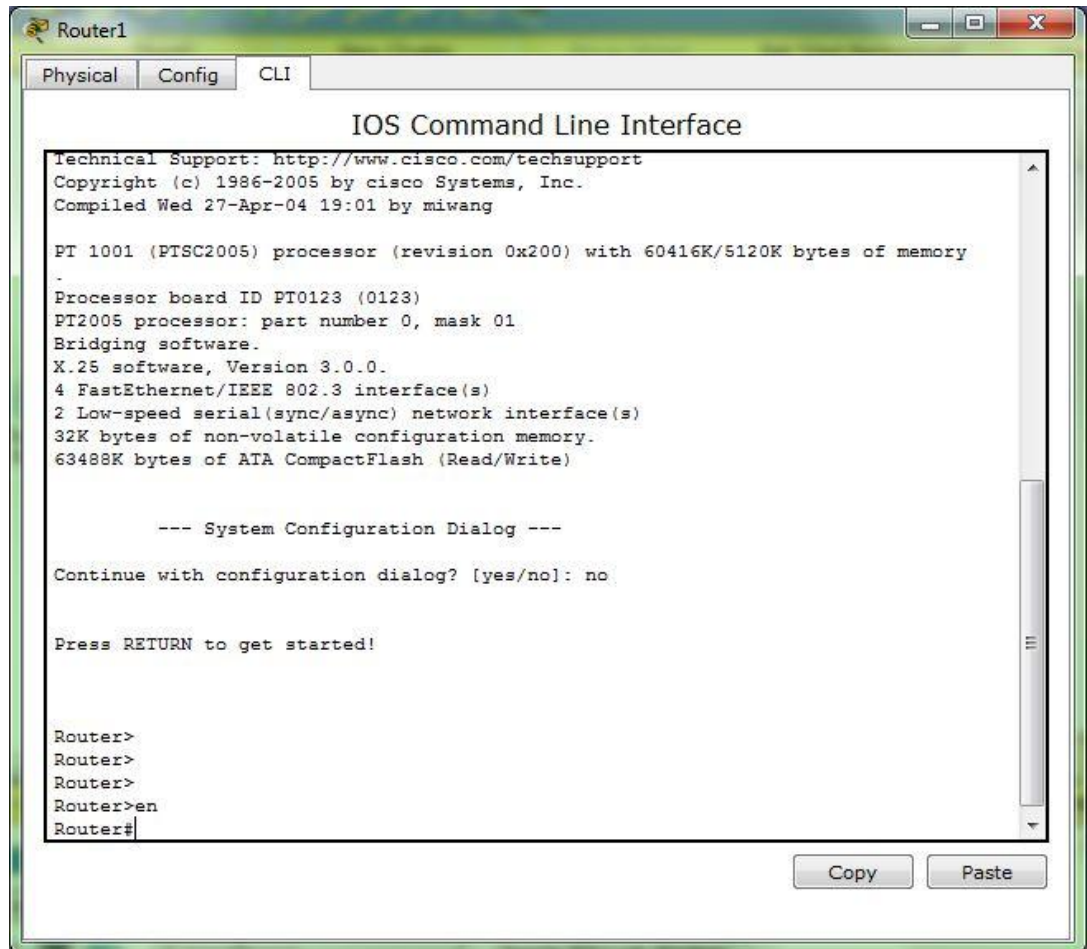 Router1
Physical Config CLI
IOS Command Line Interface
Technical Support: http://www.cisco.com/techsupport
Copyright (c) 1986-2005 by cisco Systems, Inc.
Compiled Wed 27-Apr-04 19:01 by miwang
PT 1001 (PTSC2005) processor (revision 0x200) with 60416K/5120K bytes of memory
.
Processor board ID PT0123 (0123)
PT2005 processor: part number 0, mask 01
Bridging software.
X.25 software, Version 3.0.0.
4 FastEthernet/IEEE 802.3 interface(s)
2 Low-speed serial(sync/async) network interface(s)
32K bytes of non-volatile configuration memory.
63488K bytes of ATA CompactFlash (Read/Write)
--- System Configuration Dialog ---
Continue with configuration dialog? [yes/no]: no
Press RETURN to get started!
Router>
Router>
Router>
Router>en
Router#
Copy Paste